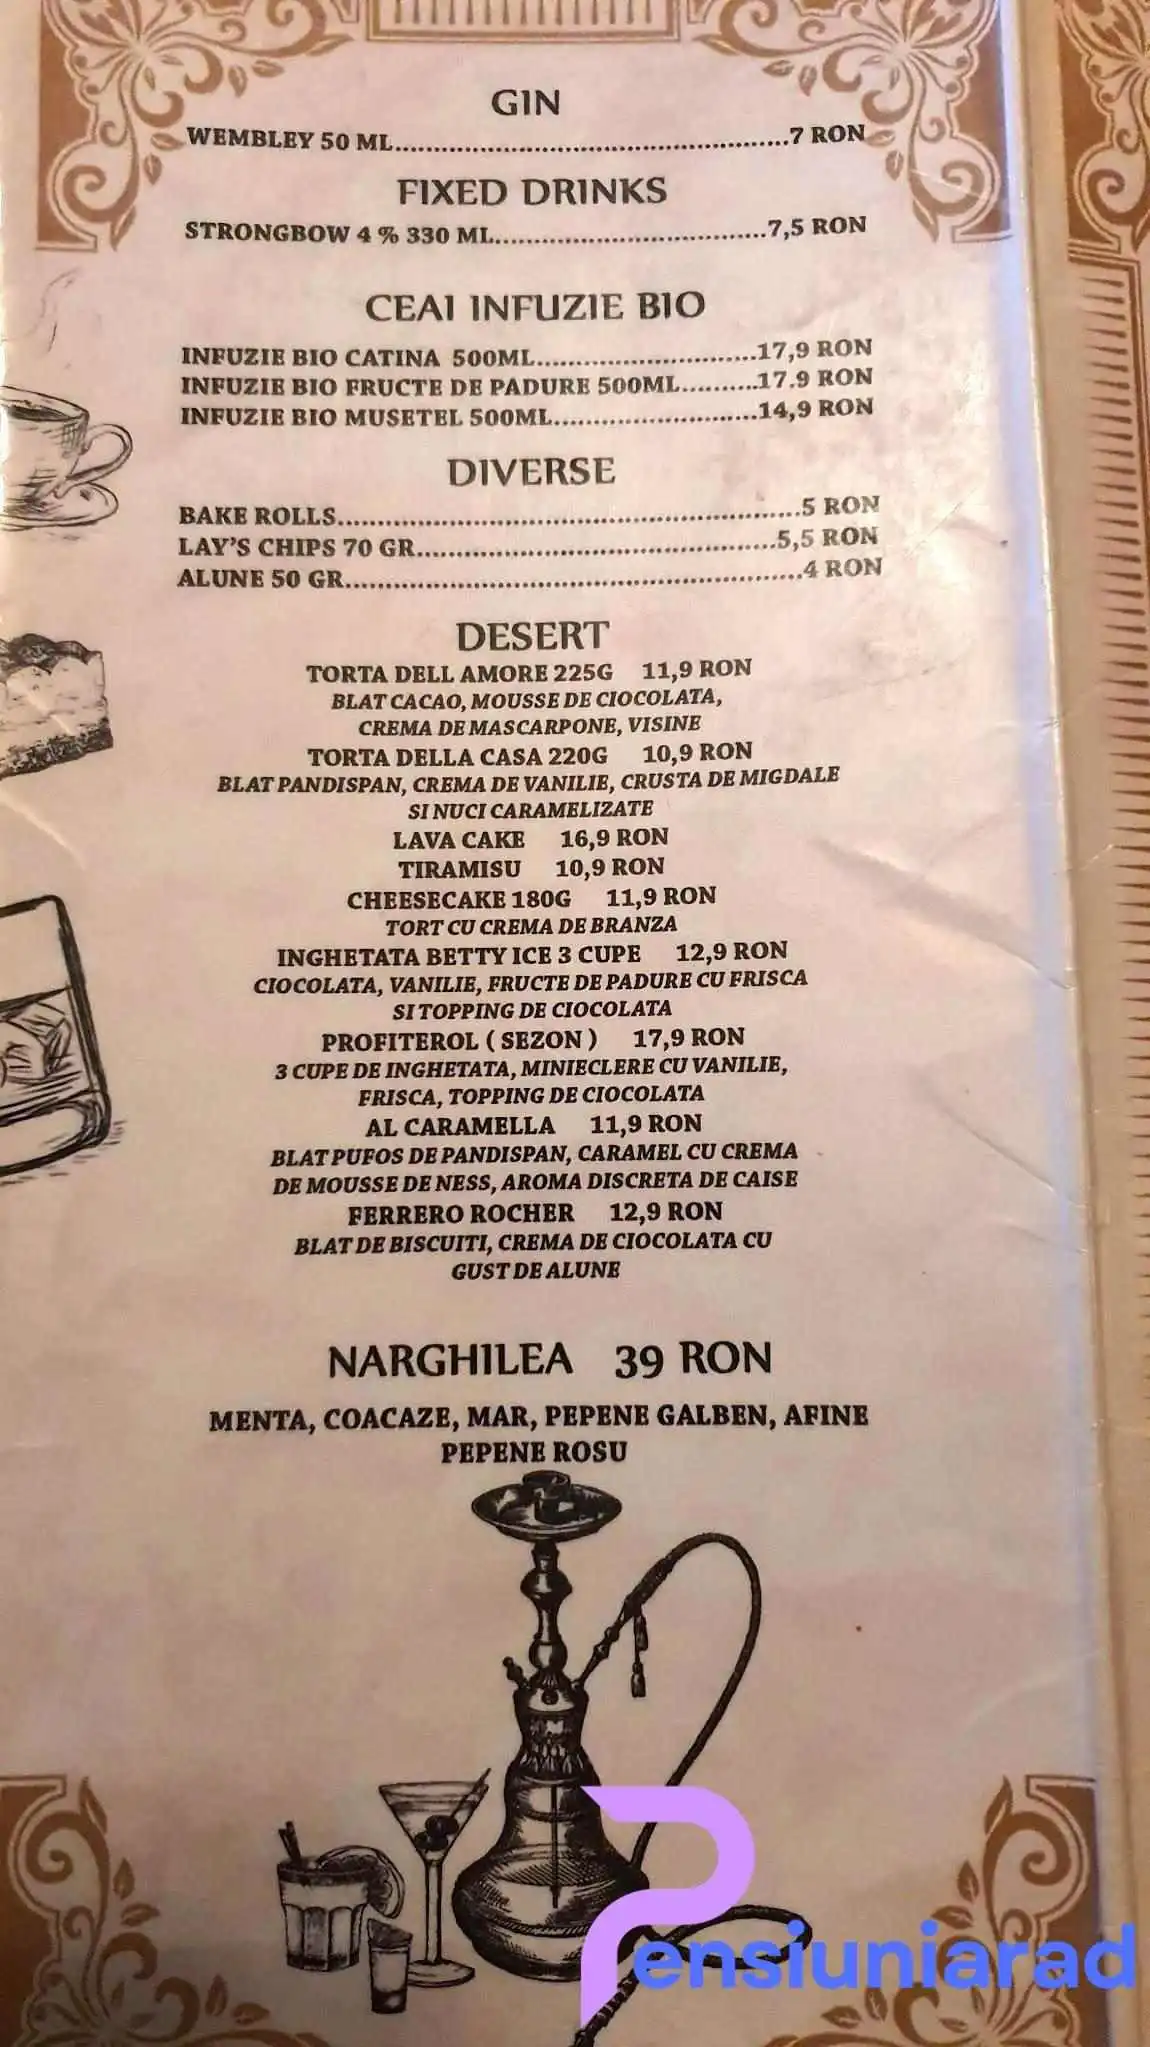 GIN
WEMBLEY 50 ML..........................................7 RON
FIXED DRINKS
STRONGBOW 4 % 330 ML................................7,5 RON
CEAI INFUZIE BIO
INFUZIE BIO CATINA 500ML..........................17,9 RON
INFUZIE BIO FRUCTE DE PADURE 500ML.........17.9 RON
INFUZIE BIO MUSETEL 500ML........................14,9 RON
DIVERSE
BAKE ROLLS..................................................5 RON
LAY'S CHIPS 70 GR.......................................5,5 RON
ALUNE 50 GR.................................................4 RON
DESERT
TORTA DELL AMORE 225G 11,9 RON
BLAT CACAO, MOUSSE DE CIOCOLATA,
CREMA DE MASCARPONE, VISINE
TORTA DELLA CASA 220G 10,9 RON
BLAT PANDISPAN, CREMA DE VANILIE, CRUSTA DE MIGDALE
SI NUCI CARAMELIZATE
LAVA CAKE 16,9 RON
TIRAMISU 10,9 RON
CHEESECAKE 180G 11,9 RON
TORT CU CREMA DE BRANZA
INGHETATA BETTY ICE 3 CUPE 12,9 RON
CIOCOLATA, VANILIE, FRUCTE DE PADURE CU FRISCA
SI TOPPING DE CIOCOLATA
PROFITEROL ( SEZON ) 17,9 RON
3 CUPE DE INGHETATA, MINIECLERE CU VANILIE,
FRISCA, TOPPING DE CIOCOLATA
AL CARAMELLA 11,9 RON
BLAT PUFOS DE PANDISPAN, CARAMEL CU CREMA
DE MOUSSE DE NESS, AROMA DISCRETA DE CAISE
FERRERO ROCHER 12,9 RON
BLAT DE BISCUITI, CREMA DE CIOCOLATA CU
GUST DE ALUNE
NARGHILEA 39 RON
MENTA, COACAZE, MAR, PEPENE GALBEN, AFINE
PEPENE ROSU
Pensiuniarad